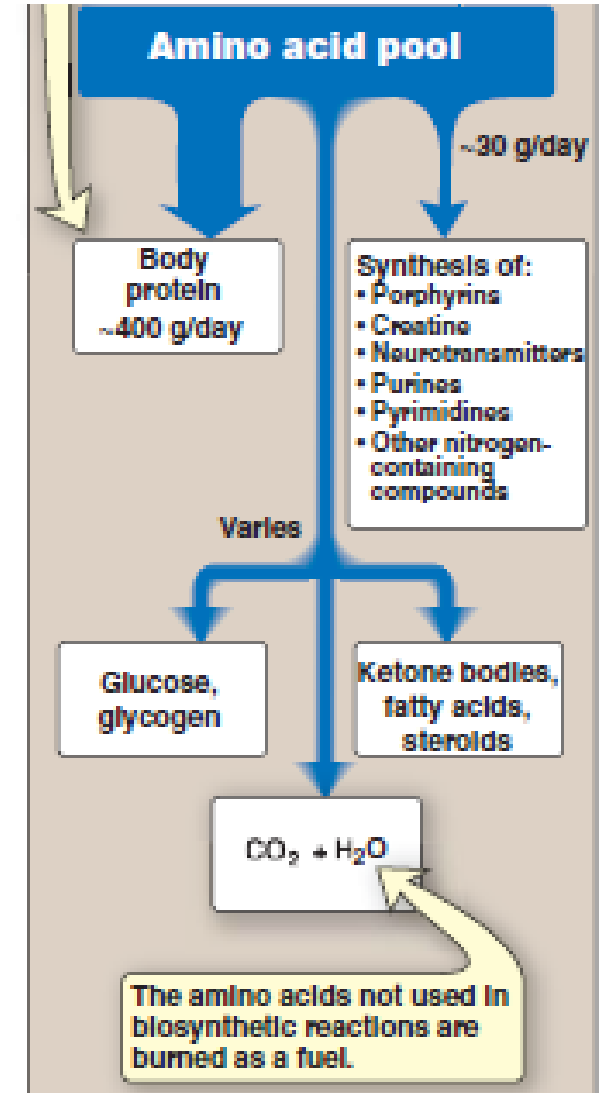 Amino acid pool
~30 g/day
Body
protein
~400 g/day
Synthesis of:
• Porphyrins
• Creatine
• Neurotransmitters
• Purines
• Pyrimidines
• Other nitrogen-
containing
compounds
Varies
Glucose,
glycogen
Ketone bodies,
fatty acids,
steroids
CO₂ + H₂O
The amino acids not used in
biosynthetic reactions are
burned as a fuel.